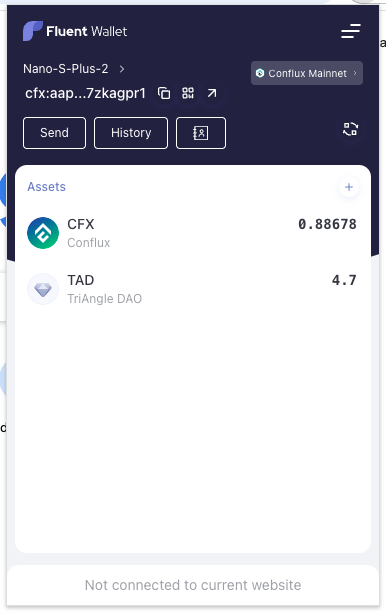 Fluent Wallet
Nano-S-Plus-2
Conflux Mainnet
cfx:aap...7zkagpr1
Send
History
Assets
CFX
0.88678
Conflux
TAD
4.7
TriAngle DAO
Not connected to current website